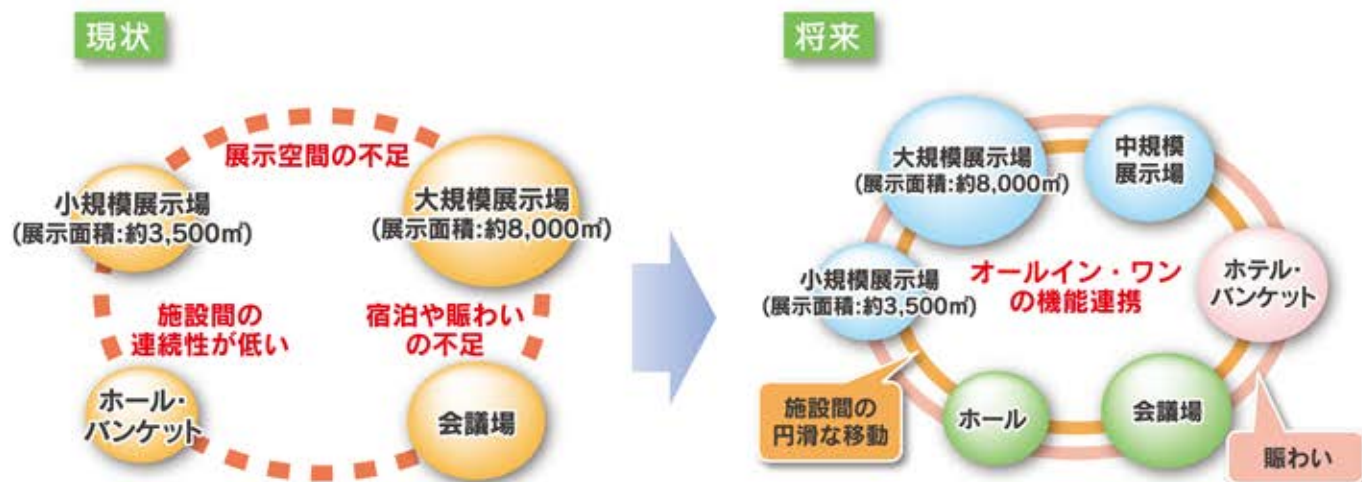 現状
展示空間の不足
小規模展示場
(展示面積:約3,500㎡)
大規模展示場
(展示面積:約8,000㎡)
施設間の
連続性が低い
宿泊や賑わい
の不足
ホール・
バンケット
会議場
将来
大規模展示場
(展示面積:約8,000㎡)
中規模
展示場
小規模展示場
(展示面積:約3,500㎡)
オールイン・ワン
の機能連携
ホテル・
バンケット
施設間の
円滑な移動
ホール
会議場
賑わい